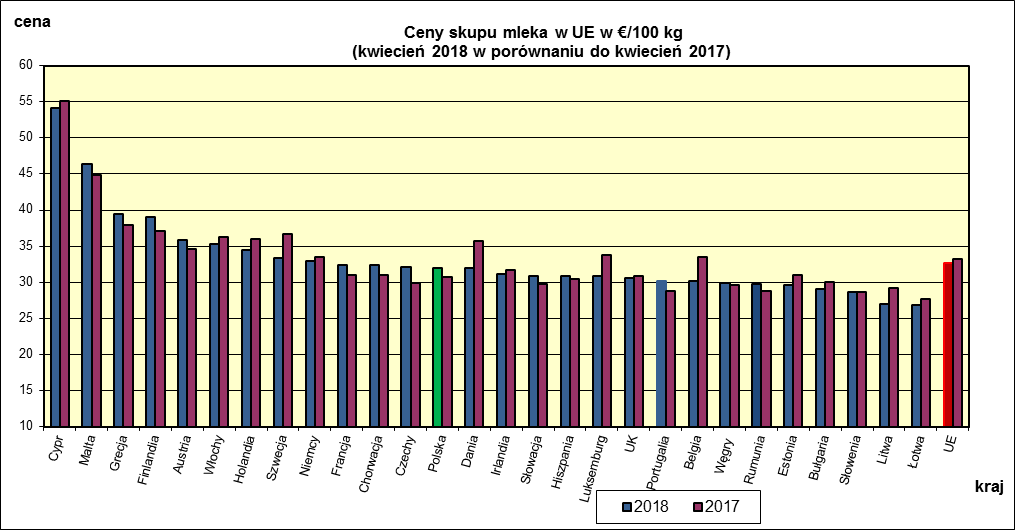 cena
Ceny skupu mleka w UE w €/100 kg
(kwiecień 2018 w porównaniu do kwiecień 2017)
60
55
50
45
40
35
30
25
20
15
10
Cypr
Malta
Grecja
Finlandia
Austria
Włochy
Holandia
Szwecja
Niemcy
Francja
Chorwacja
Czechy
Polska
Dania
Irlandia
Słowacja
Hiszpania
Luksemburg
UK
Portugalia
Belgia
Węgry
Rumunia
Estonia
Bułgaria
Słowenia
Litwa
Łotwa
UE
kraj
2018 2017